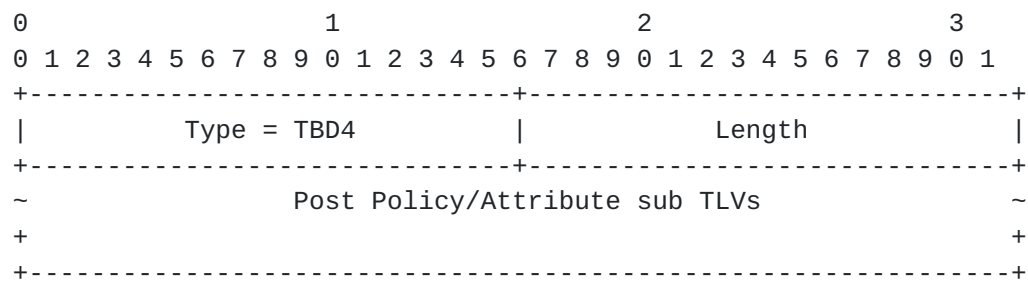 0                   1                   2                   3
0 1 2 3 4 5 6 7 8 9 0 1 2 3 4 5 6 7 8 9 0 1 2 3 4 5 6 7 8 9 0 1
+-------------------------------+-------------------------------+
|          Type = TBD4          |            Length             |
+-------------------------------+-------------------------------+
~                 Post Policy/Attribute sub TLVs                ~
+                                                               +
+---------------------------------------------------------------+